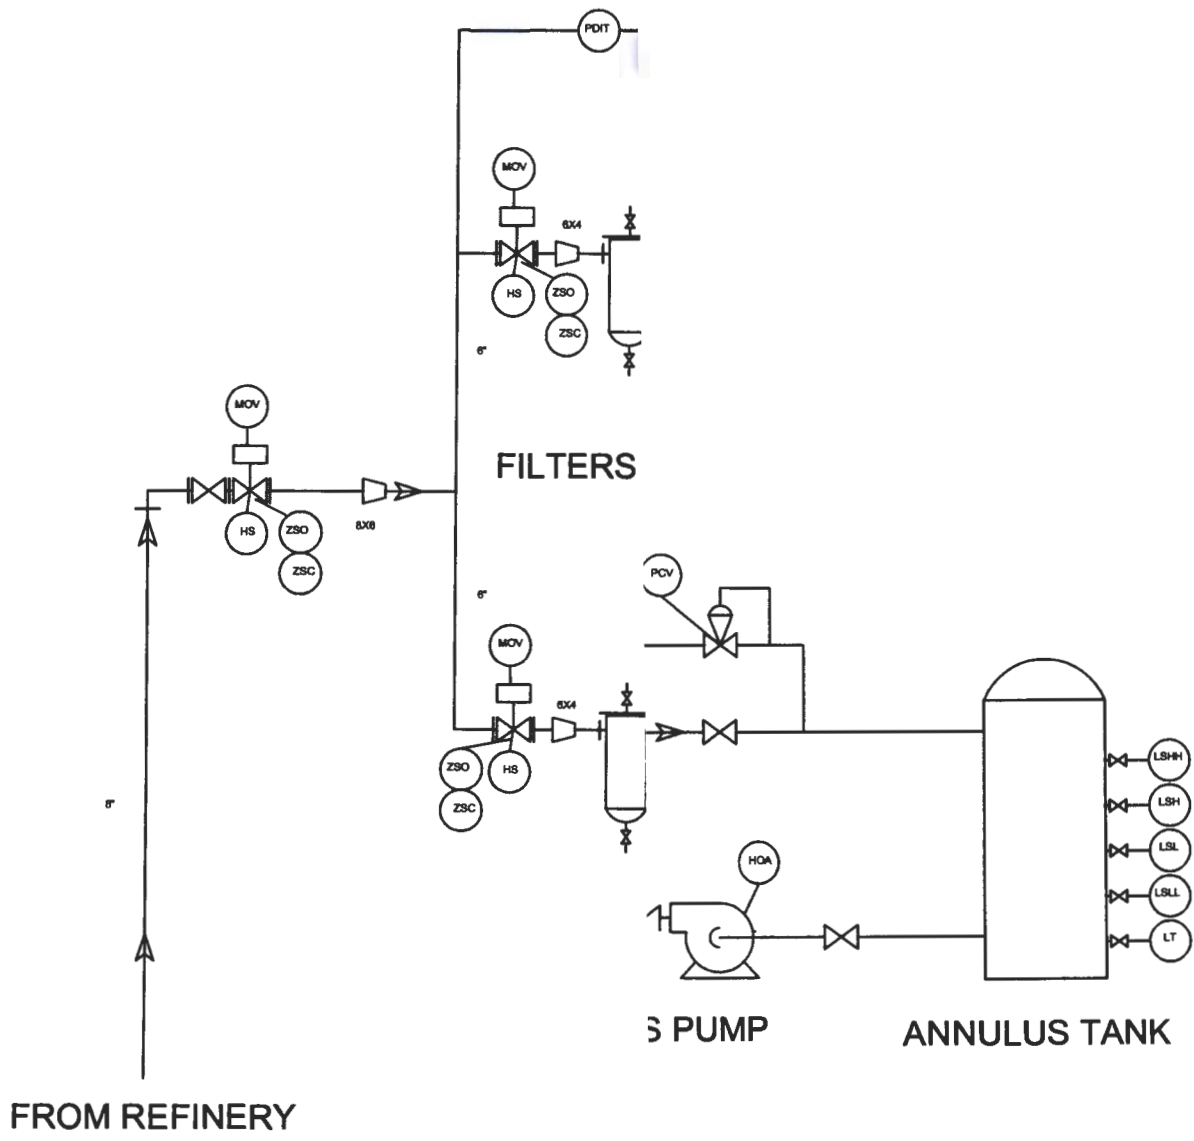 PDIT
MOV
6X4
HS
ZSO
ZSC
6"
MOV
FILTERS
HS
ZSO
8X6
ZSC
PCV
6"
MOV
6X4
ZSO
HS
ZSC
8"
LSHH
LSH
LSL
HOA
LSLL
LT
S PUMP
ANNULUS TANK
FROM REFINERY